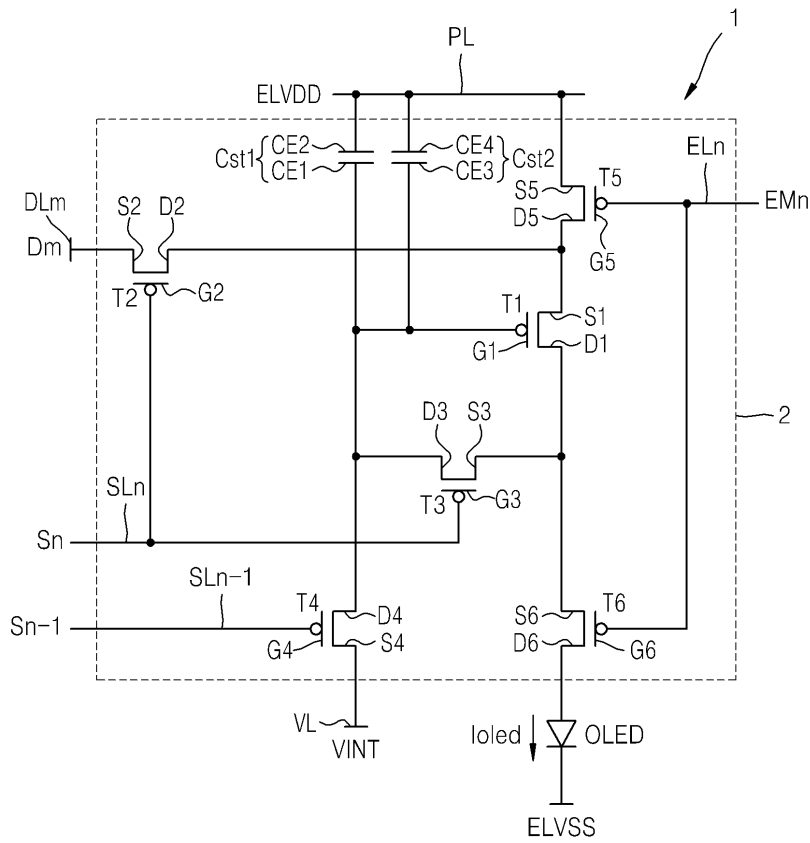 1
PL
ELVDD
Cst1
CE2
CE1
CE4
CE3
Cst2
ELn
EMn
S5
T5
D5
G5
DLm
Dm
S2
D2
T2
G2
T1
S1
G1
D1
2
D3
S3
T3
G3
SLn
Sn
SLn-1
Sn-1
T4
D4
G4
S4
S6
T6
D6
G6
VL
VINT
Ioled
OLED
ELVSS